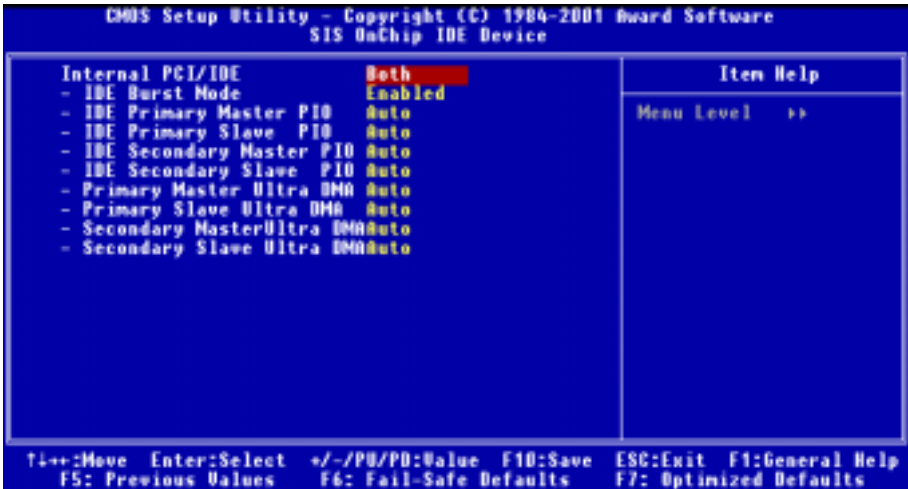 CMOS Setup Utility - Copyright (C) 1984-2001 Award Software
SIS OnChip IDE Device
Internal PCI/IDE Both
- IDE Burst Mode Enabled
- IDE Primary Master PIO Auto
- IDE Primary Slave PIO Auto
- IDE Secondary Master PIO Auto
- IDE Secondary Slave PIO Auto
- Primary Master Ultra DMA Auto
- Primary Slave Ultra DMA Auto
- Secondary MasterUltra DMAAuto
- Secondary Slave Ultra DMAAuto
Item Help
Menu Level ▸▸
↑↓→←:Move Enter:Select +/-/PU/PD:Value F10:Save ESC:Exit F1:General Help
F5: Previous Values F6: Fail-Safe Defaults F7: Optimized Defaults